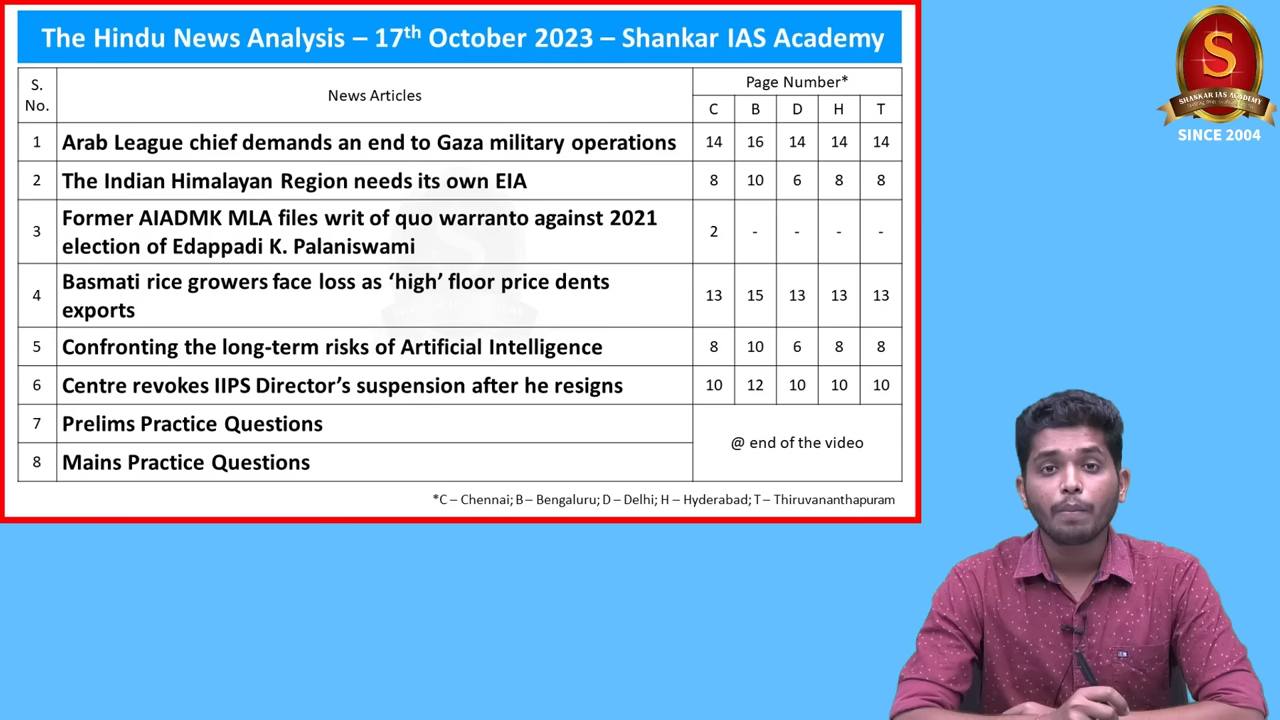 The Hindu News Analysis – 17th October 2023 – Shankar IAS Academy
S. No. News Articles Page Number*
C B D H T
1 Arab League chief demands an end to Gaza military operations 14 16 14 14 14
2 The Indian Himalayan Region needs its own EIA 8 10 6 8 8
3 Former AIADMK MLA files writ of quo warranto against 2021
election of Edappadi K. Palaniswami 2 - - - -
4 Basmati rice growers face loss as ‘high’ floor price dents
exports 13 15 13 13 13
5 Confronting the long-term risks of Artificial Intelligence 8 10 6 8 8
6 Centre revokes IIPS Director’s suspension after he resigns 10 12 10 10 10
7 Prelims Practice Questions
@ end of the video
8 Mains Practice Questions
*C – Chennai; B – Bengaluru; D – Delhi; H – Hyderabad; T – Thiruvananthapuram
S
SHANKAR IAS ACADEMY
SINCE 2004